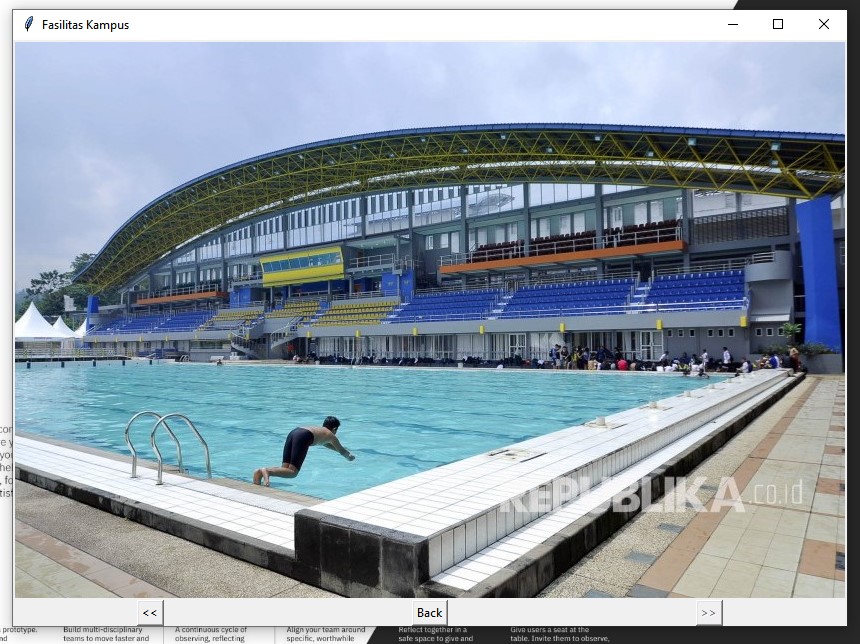 Fasilitas Kampus
REPUBLIKA.co.id
<<
Back
>>
prototype.
Build multi-disciplinary
teams to move faster and
A continuous cycle of
observing, reflecting
Align your team around
specific, worthwhile
Reflect together in a
safe space to give and
Give users a seat at the
table. Invite them to observe,